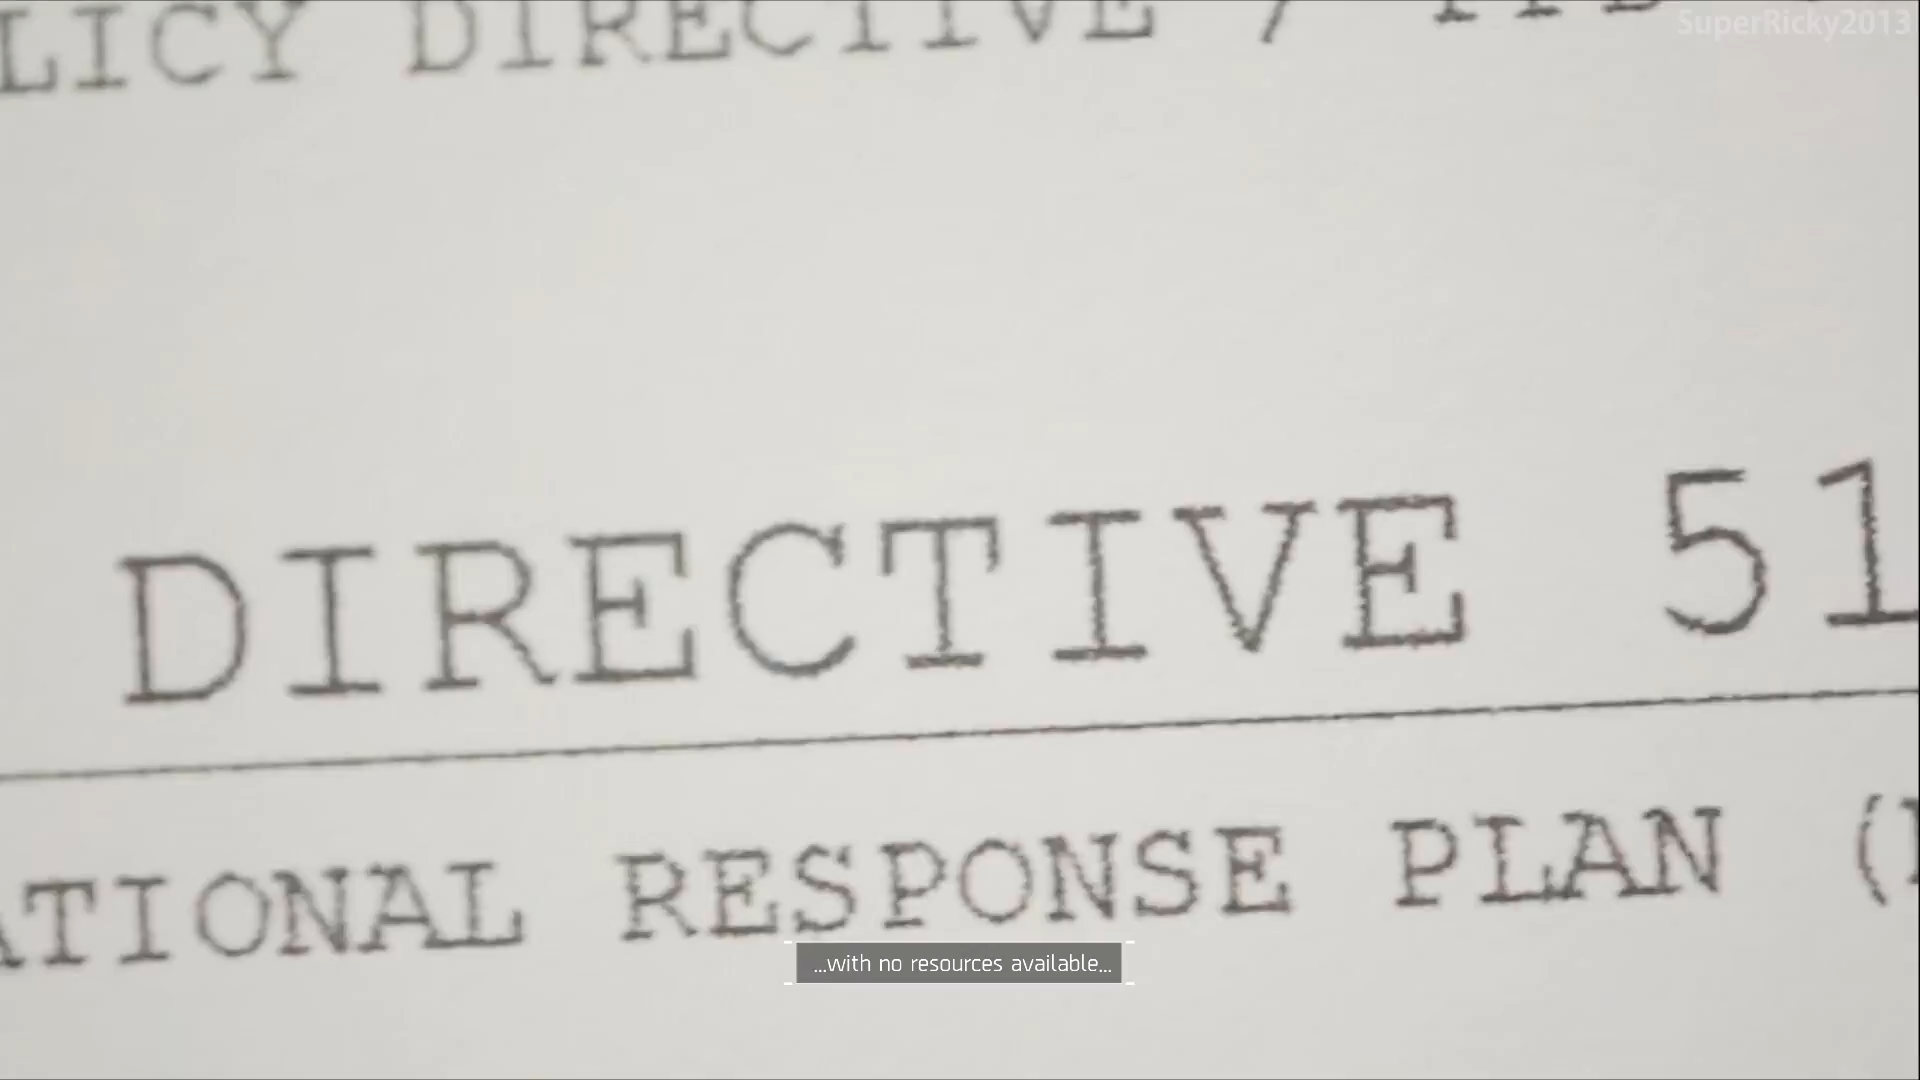 SuperRicky2013
LICY DIRECTIVE /
DIRECTIVE 51
ATIONAL RESPONSE PLAN (
...with no resources available...